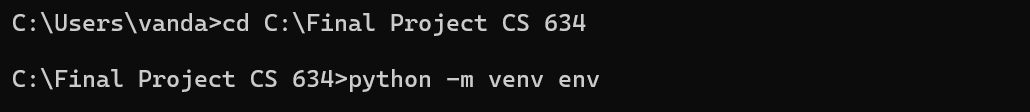 C:\Users\vanda>cd C:\Final Project CS 634
C:\Final Project CS 634>python -m venv env